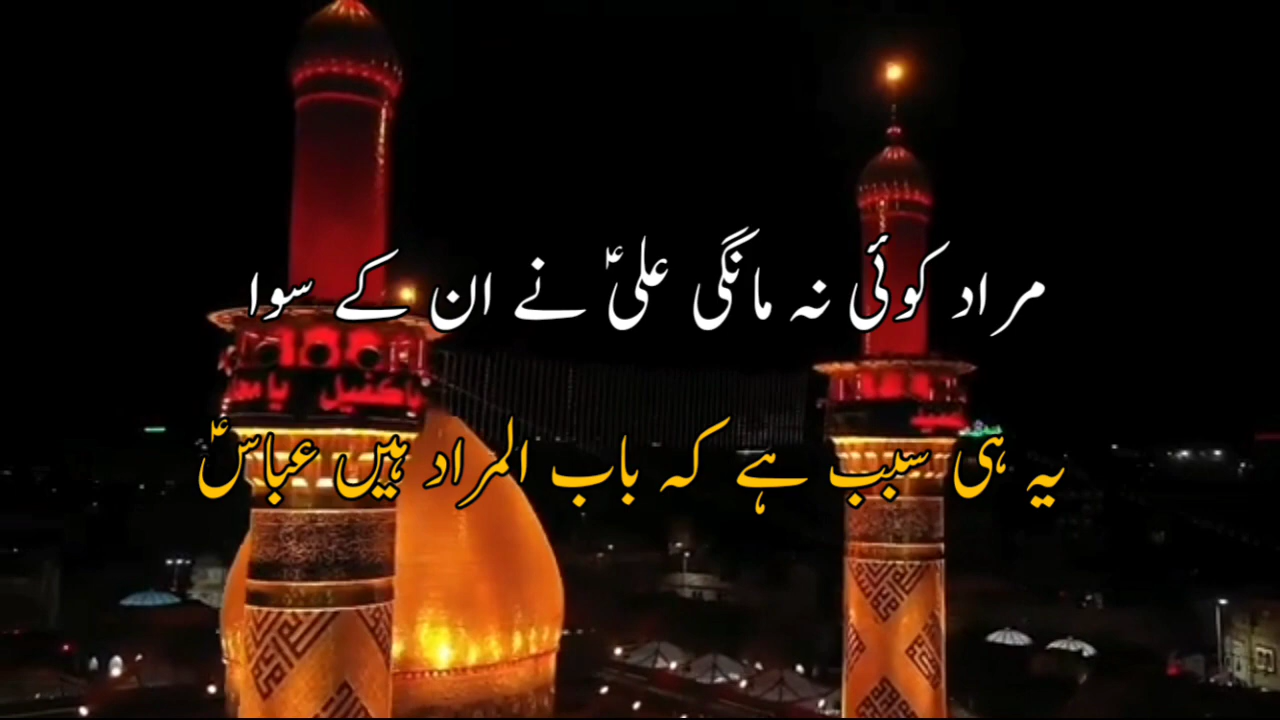 مراد کوئی نہ مانگی علیؑ نے ان کے سوا
یہ ہی سبب ہے کہ باب المراد ہیں عباسؑ